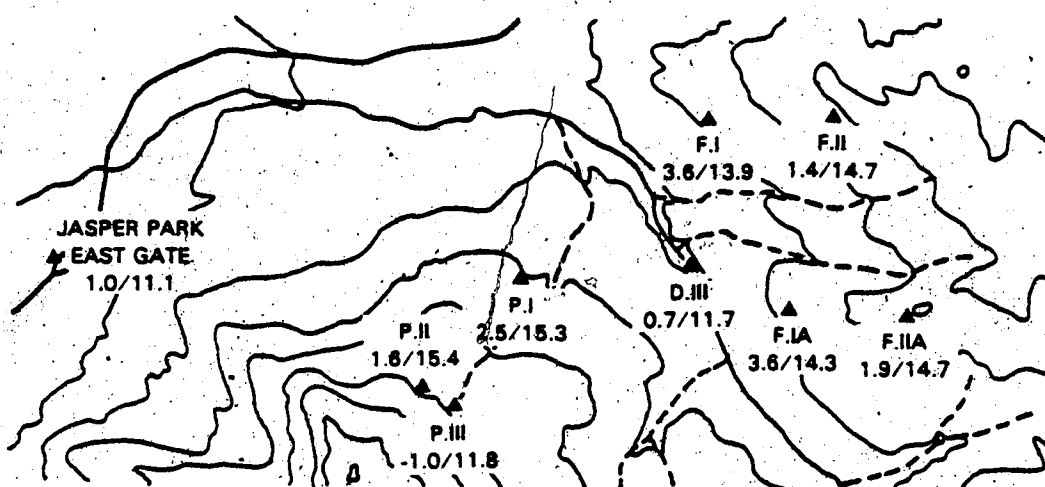 F.I
3.6/13.9
F.II
1.4/14.7
JASPER PARK
EAST GATE
1.0/11.1
P.I
2.5/15.3
D.III
0.7/11.7
P.II
1.6/15.4
F.IA
3.6/14.3
F.IIA
1.9/14.7
P.III
-1.0/11.8